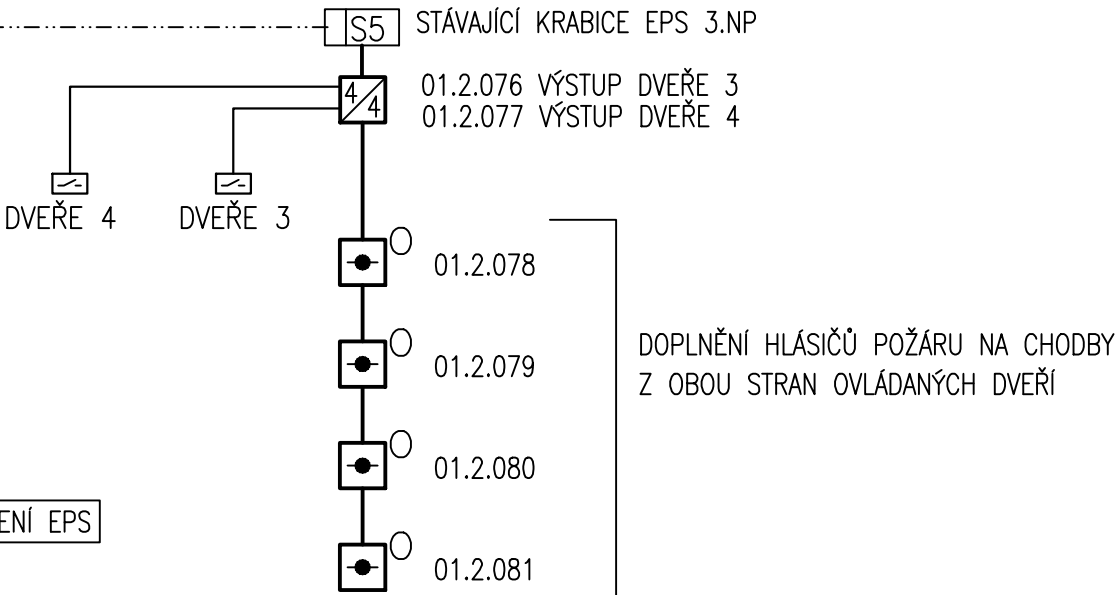 S5 STÁVAJÍCÍ KRABICE EPS 3.NP
4/4
01.2.076 VÝSTUP DVEŘE 3
01.2.077 VÝSTUP DVEŘE 4
DVEŘE 4
DVEŘE 3
01.2.078
01.2.079
01.2.080
01.2.081
DOPLNĚNÍ HLÁSIČŮ POŽÁRU NA CHODBY
Z OBOU STRAN OVLÁDANÝCH DVEŘÍ
ENÍ EPS